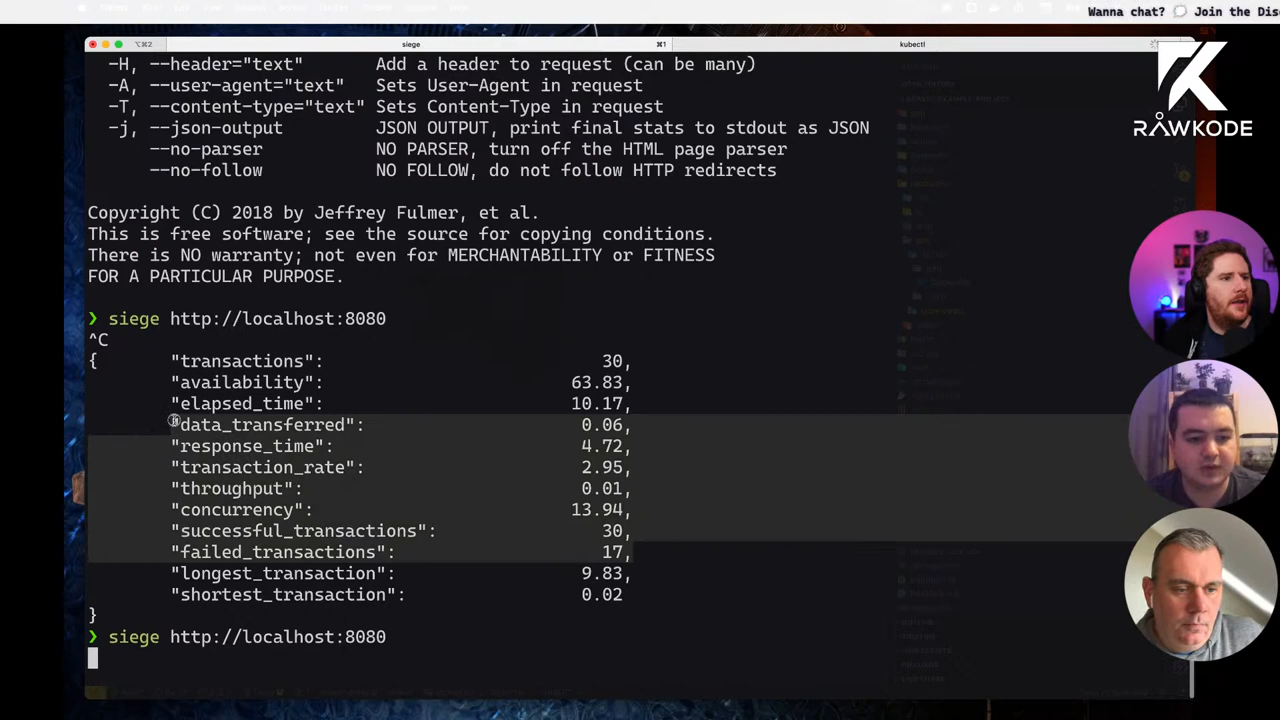 Wanna chat? Join the Dis
⌥⌘2 siege ⌘1 kubectl
-H, --header="text" Add a header to request (can be many)
-A, --user-agent="text" Sets User-Agent in request
-T, --content-type="text" Sets Content-Type in request
-j, --json-output JSON OUTPUT, print final stats to stdout as JSON
--no-parser NO PARSER, turn off the HTML page parser
--no-follow NO FOLLOW, do not follow HTTP redirects
Copyright (C) 2018 by Jeffrey Fulmer, et al.
This is free software; see the source for copying conditions.
There is NO warranty; not even for MERCHANTABILITY or FITNESS
FOR A PARTICULAR PURPOSE.
❯ siege http://localhost:8080
^C
{ "transactions": 30,
"availability": 63.83,
"elapsed_time": 10.17,
"data_transferred": 0.06,
"response_time": 4.72,
"transaction_rate": 2.95,
"throughput": 0.01,
"concurrency": 13.94,
"successful_transactions": 30,
"failed_transactions": 17,
"longest_transaction": 9.83,
"shortest_transaction": 0.02
}
❯ siege http://localhost:8080
RAWKODE